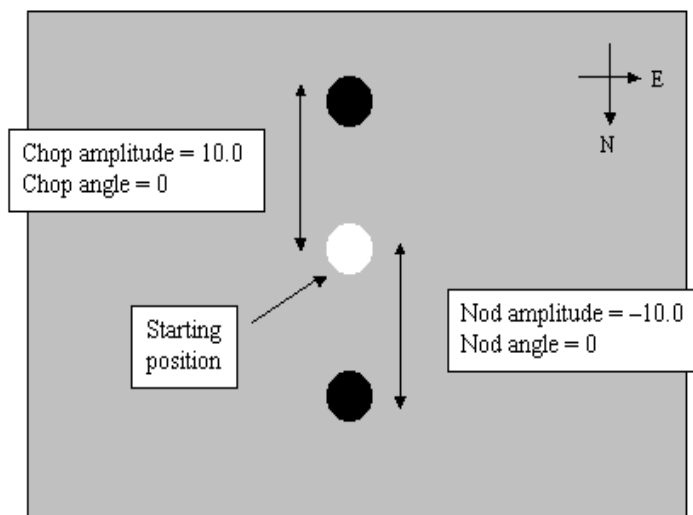 E
N
Chop amplitude = 10.0
Chop angle = 0
Nod amplitude = –10.0
Nod angle = 0
Starting
position